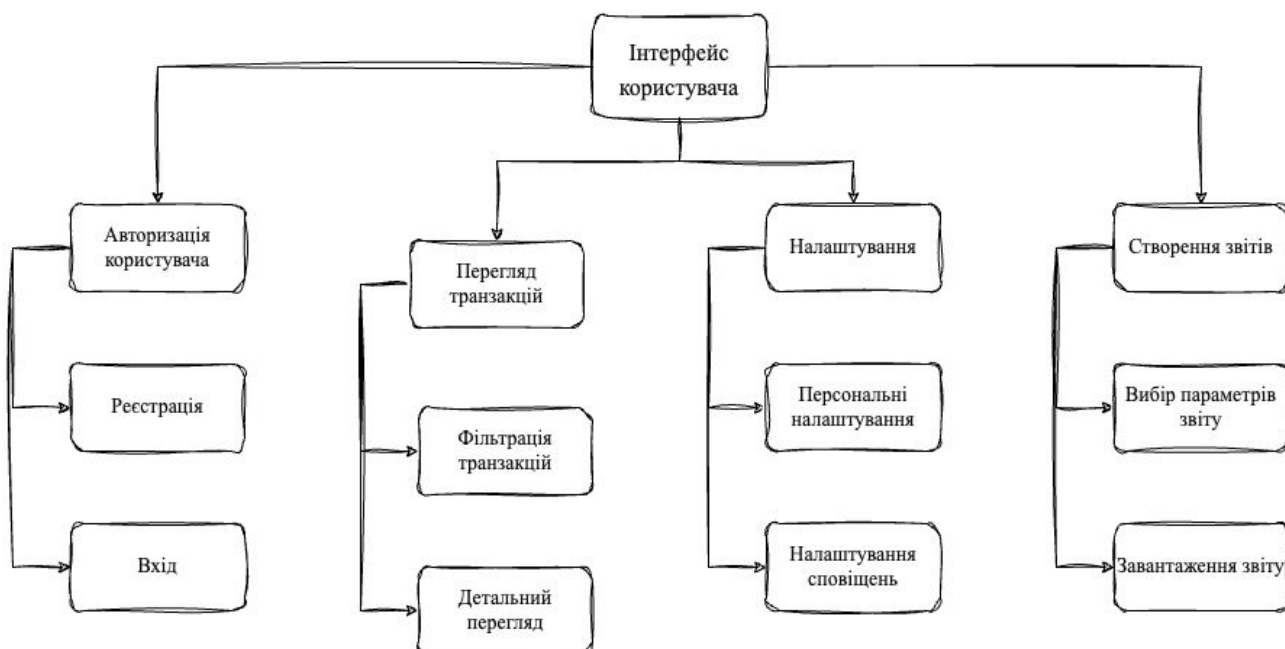 Інтерфейс
користувача
Авторизація
користувача
Реєстрація
Вхід
Перегляд
транзакцій
Фільтрація
транзакцій
Детальний
перегляд
Налаштування
Персональні
налаштування
Налаштування
сповіщень
Створення звітів
Вибір параметрів
звіту
Завантаження звіту